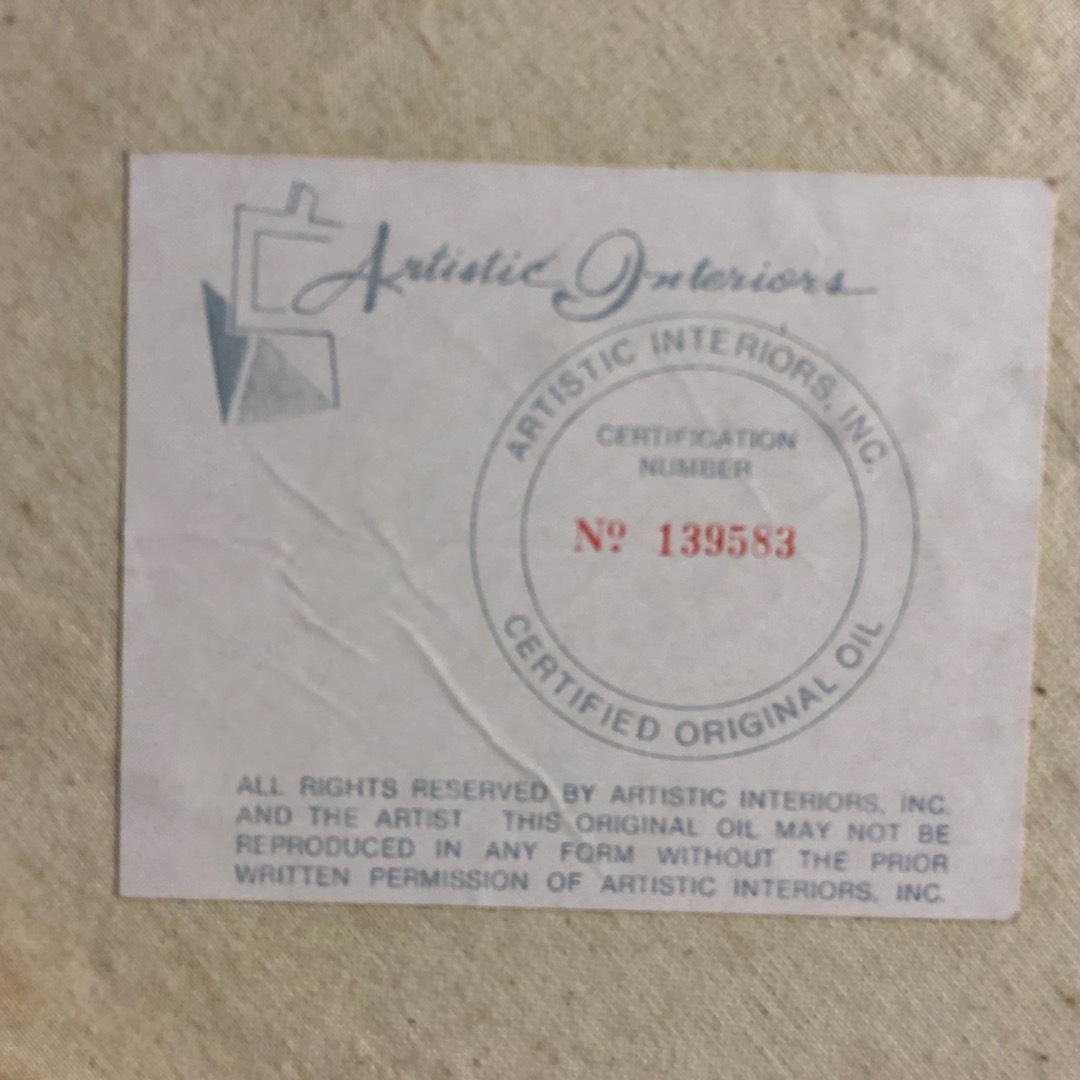 Artistic Interiors
ARTISTIC INTERIORS, INC.
CERTIFICATION
NUMBER
Nº 139583
CERTIFIED ORIGINAL OIL
ALL RIGHTS RESERVED BY ARTISTIC INTERIORS, INC.
AND THE ARTIST THIS ORIGINAL OIL MAY NOT BE
REPRODUCED IN ANY FORM WITHOUT THE PRIOR
WRITTEN PERMISSION OF ARTISTIC INTERIORS, INC.